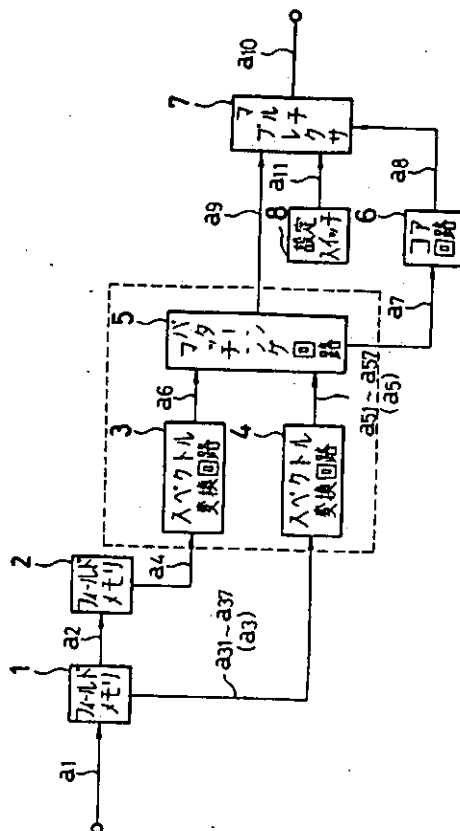 a1
1
フィールド
メモリ
a2
2
フィールド
メモリ
a4
a31~a37
(a3)
3
スペクトル
変換回路
a6
4
スペクトル
変換回路
a51~a52
(a5)
5
パターン
マッチング回路
a9
a7
8
設定
スイッチ
a11
6
コア
回路
a8
7
マルチ
プレクサ
a10